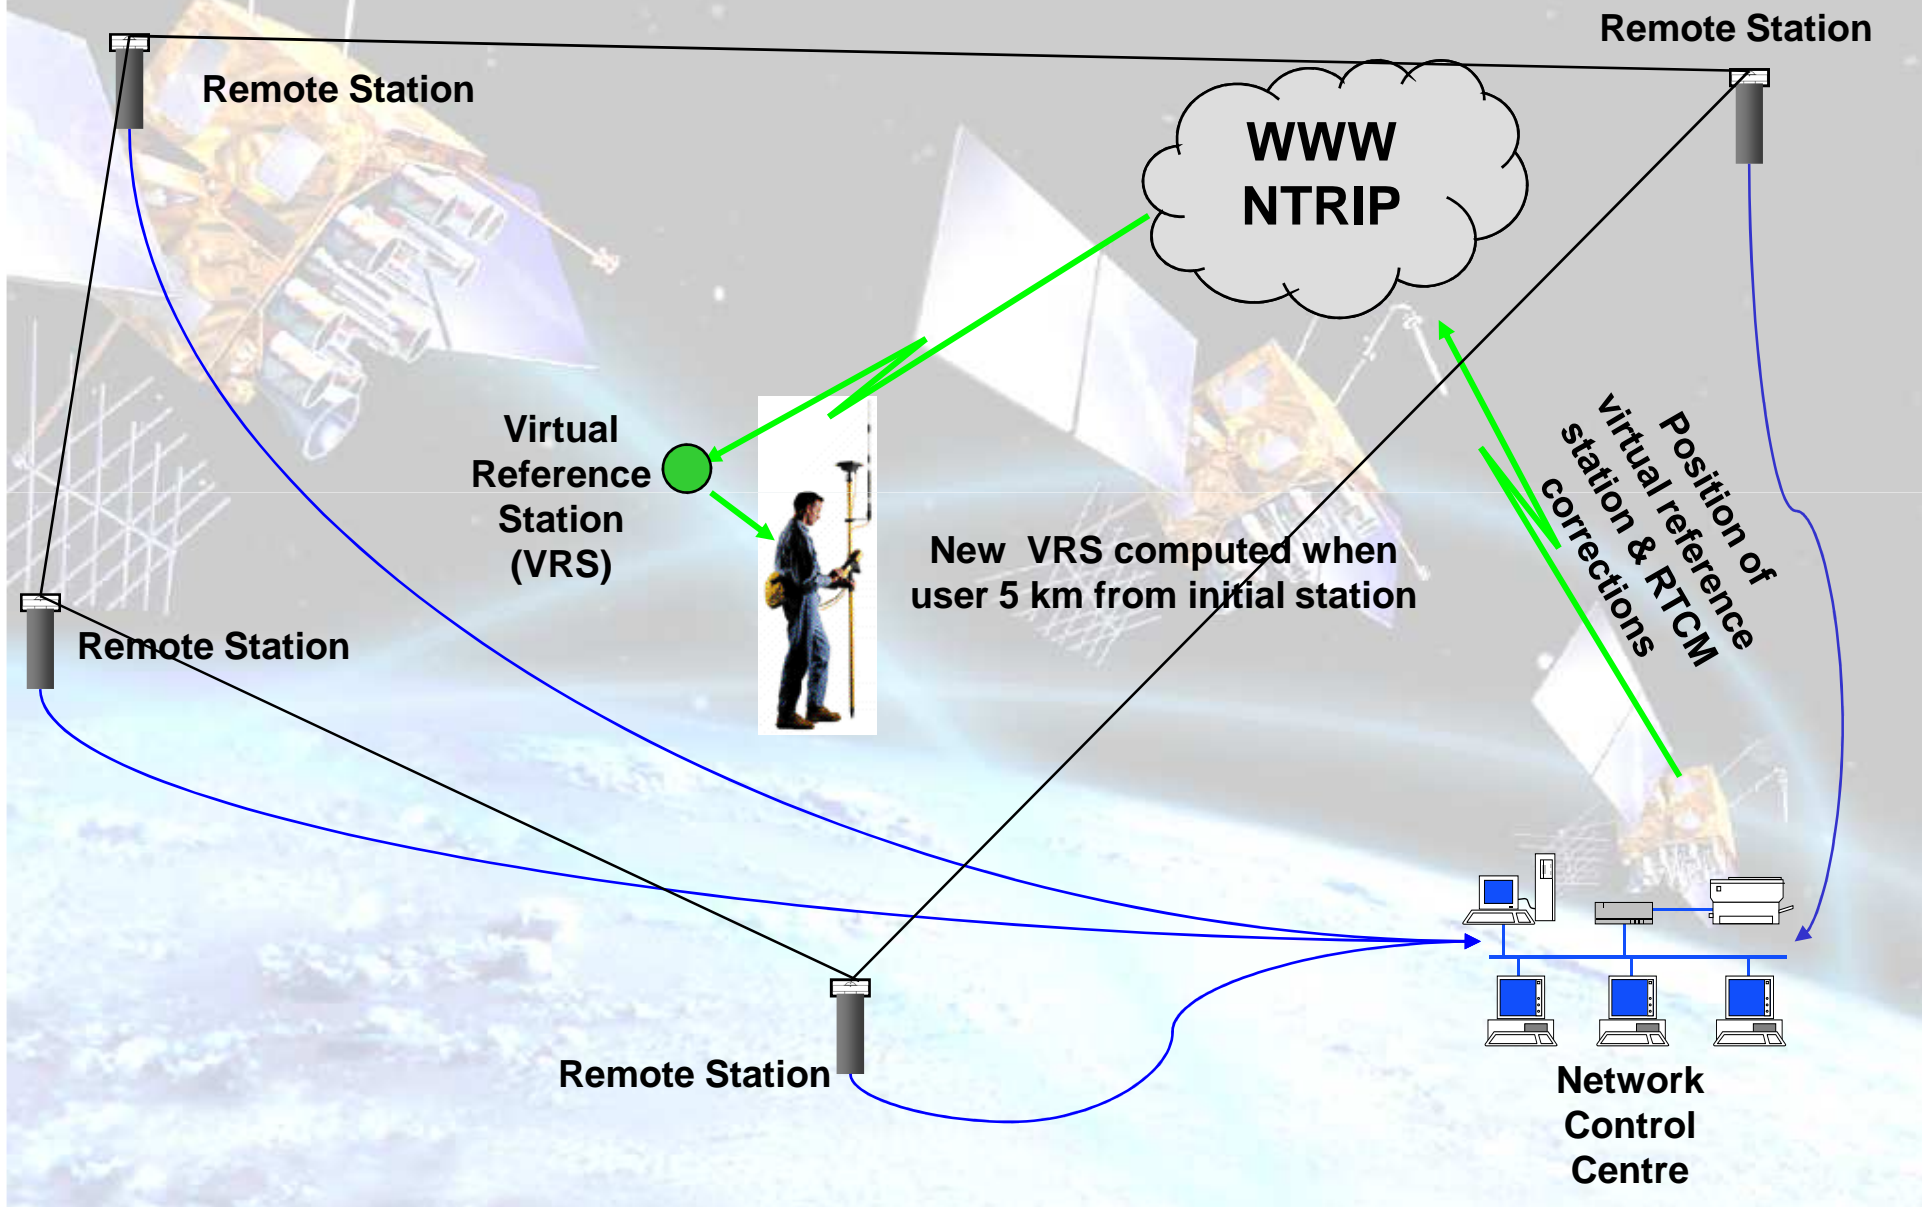 Remote Station
Remote Station
WWW
NTRIP
Virtual
Reference
Station
(VRS)
New  VRS computed when
user 5 km from initial station
Position of
virtual reference
station & RTCM
corrections
Remote Station
Remote Station
Network
Control
Centre